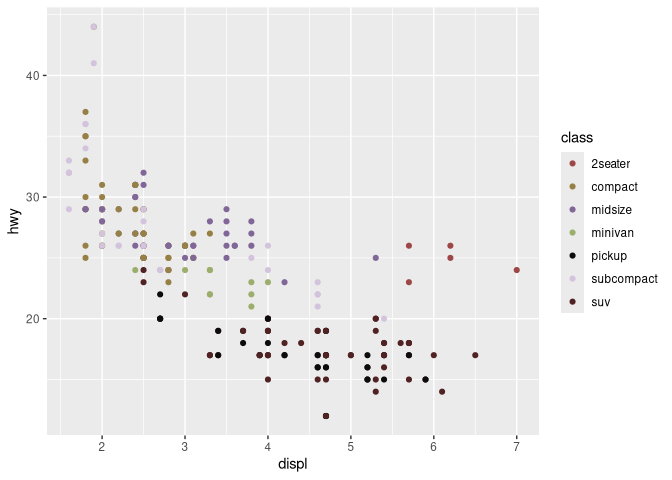 40
30
20
hwy
2
3
4
5
6
7
displ
class
2seater
compact
midsize
minivan
pickup
subcompact
suv